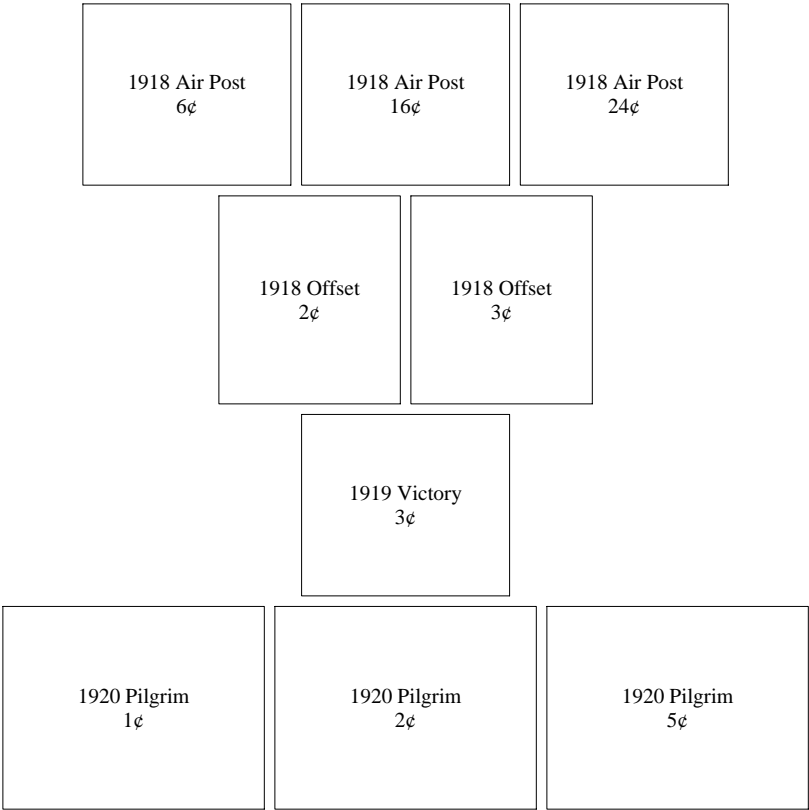 1918 Air Post
6¢
1918 Air Post
16¢
1918 Air Post
24¢
1918 Offset
2¢
1918 Offset
3¢
1919 Victory
3¢
1920 Pilgrim
1¢
1920 Pilgrim
2¢
1920 Pilgrim
5¢